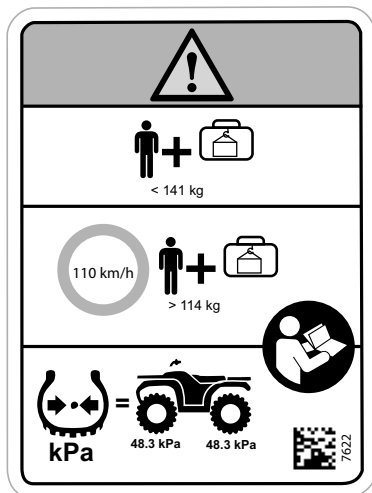 !
< 141 kg
110 km/h
> 114 kg
kPa
=
48.3 kPa 48.3 kPa
7622